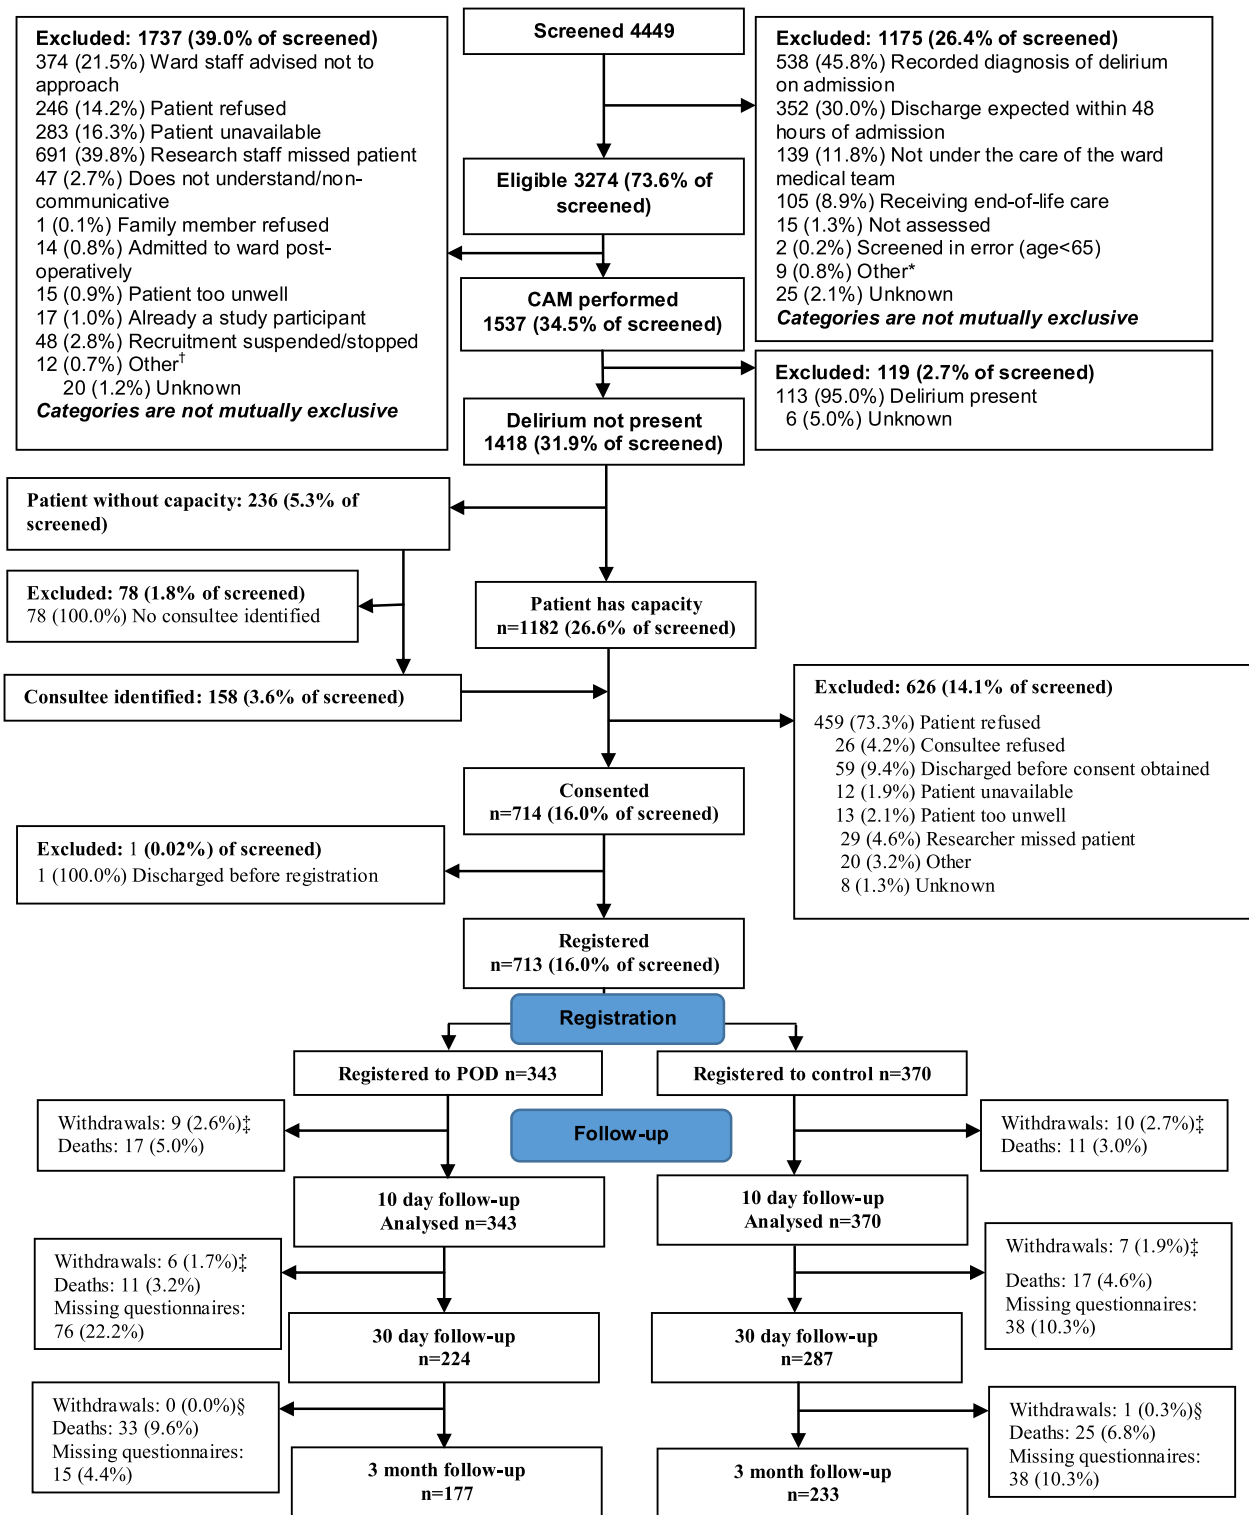 Screened 4449
Excluded: 1737 (39.0% of screened)
374 (21.5%) Ward staff advised not to
approach
246 (14.2%) Patient refused
283 (16.3%) Patient unavailable
691 (39.8%) Research staff missed patient
47 (2.7%) Does not understand/non-
communicative
1 (0.1%) Family member refused
14 (0.8%) Admitted to ward post-
operatively
15 (0.9%) Patient too unwell
17 (1.0%) Already a study participant
48 (2.8%) Recruitment suspended/stopped
12 (0.7%) Other†
20 (1.2%) Unknown
Categories are not mutually exclusive
Excluded: 1175 (26.4% of screened)
538 (45.8%) Recorded diagnosis of delirium
on admission
352 (30.0%) Discharge expected within 48
hours of admission
139 (11.8%) Not under the care of the ward
medical team
105 (8.9%) Receiving end-of-life care
15 (1.3%) Not assessed
2 (0.2%) Screened in error (age<65)
9 (0.8%) Other*
25 (2.1%) Unknown
Categories are not mutually exclusive
Eligible 3274 (73.6% of
screened)
CAM performed
1537 (34.5% of screened)
Excluded: 119 (2.7% of screened)
113 (95.0%) Delirium present
6 (5.0%) Unknown
Delirium not present
1418 (31.9% of screened)
Patient without capacity: 236 (5.3% of
screened)
Excluded: 78 (1.8% of screened)
78 (100.0%) No consultee identified
Patient has capacity
n=1182 (26.6% of screened)
Consultee identified: 158 (3.6% of screened)
Excluded: 626 (14.1% of screened)
459 (73.3%) Patient refused
26 (4.2%) Consultee refused
59 (9.4%) Discharged before consent obtained
12 (1.9%) Patient unavailable
13 (2.1%) Patient too unwell
29 (4.6%) Researcher missed patient
20 (3.2%) Other
8 (1.3%) Unknown
Consented
n=714 (16.0% of screened)
Excluded: 1 (0.02%) of screened)
1 (100.0%) Discharged before registration
Registered
n=713 (16.0% of screened)
Registration
Registered to POD n=343
Registered to control n=370
Follow-up
Withdrawals: 9 (2.6%)‡
Deaths: 17 (5.0%)
Withdrawals: 10 (2.7%)‡
Deaths: 11 (3.0%)
10 day follow-up
Analysed n=343
10 day follow-up
Analysed n=370
Withdrawals: 6 (1.7%)‡
Deaths: 11 (3.2%)
Missing questionnaires:
76 (22.2%)
Withdrawals: 7 (1.9%)‡
Deaths: 17 (4.6%)
Missing questionnaires:
38 (10.3%)
30 day follow-up
n=224
30 day follow-up
n=287
Withdrawals: 0 (0.0%)§
Deaths: 33 (9.6%)
Missing questionnaires:
15 (4.4%)
Withdrawals: 1 (0.3%)§
Deaths: 25 (6.8%)
Missing questionnaires:
38 (10.3%)
3 month follow-up
n=177
3 month follow-up
n=233